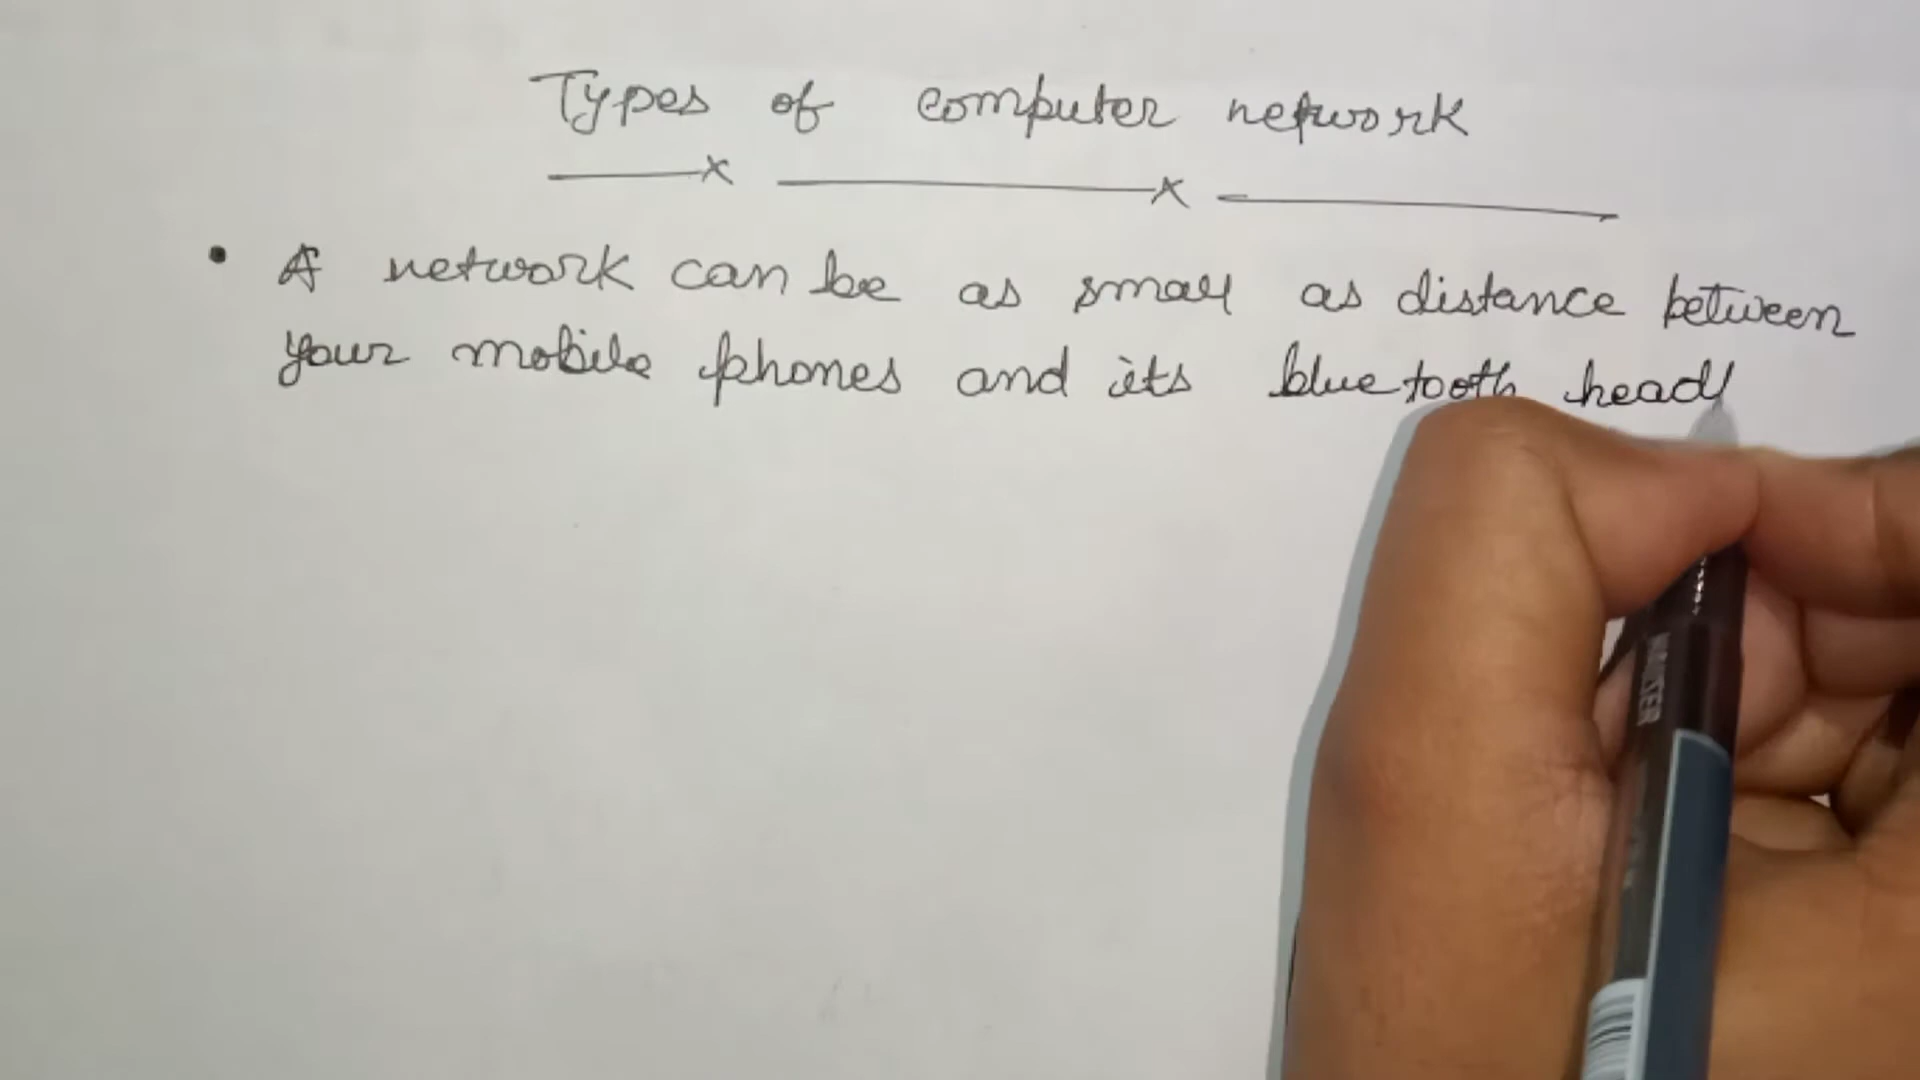 Types of computer network
• A network can be as small as distance between
your mobile phones and its bluetooth head